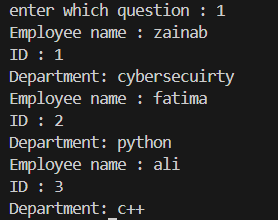 enter which question : 1
Employee name : zainab
ID : 1
Department: cybersecuirty
Employee name : fatima
ID : 2
Department: python
Employee name : ali
ID : 3
Department: c++